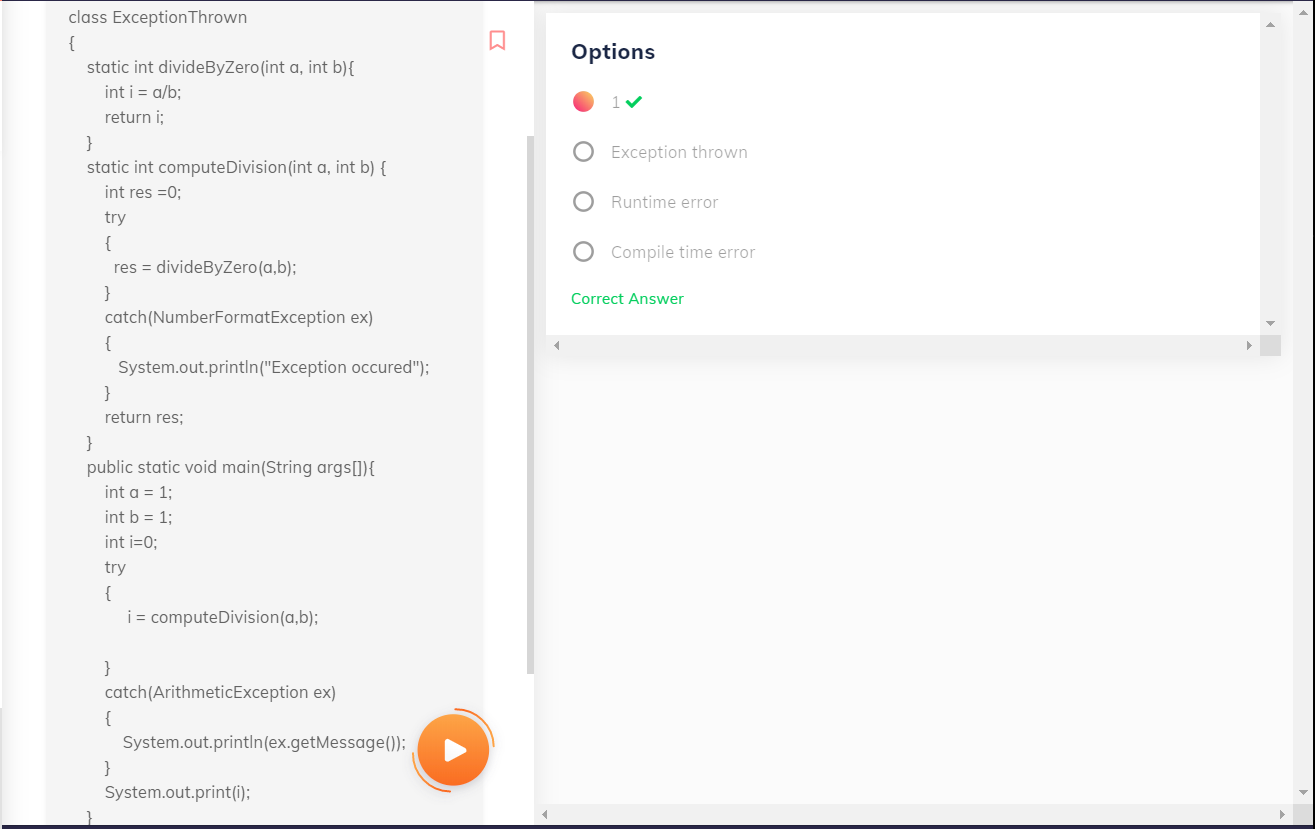 class ExceptionThrown
{
static int divideByZero(int a, int b){
int i = a/b;
return i;
}
static int computeDivision(int a, int b) {
int res =0;
try
{
res = divideByZero(a,b);
}
catch(NumberFormatException ex)
{
System.out.println("Exception occured");
}
return res;
}
public static void main(String args[]){
int a = 1;
int b = 1;
int i=0;
try
{
i = computeDivision(a,b);
}
catch(ArithmeticException ex)
{
System.out.println(ex.getMessage());
}
System.out.print(i);
}
Options
1
Exception thrown
Runtime error
Compile time error
Correct Answer